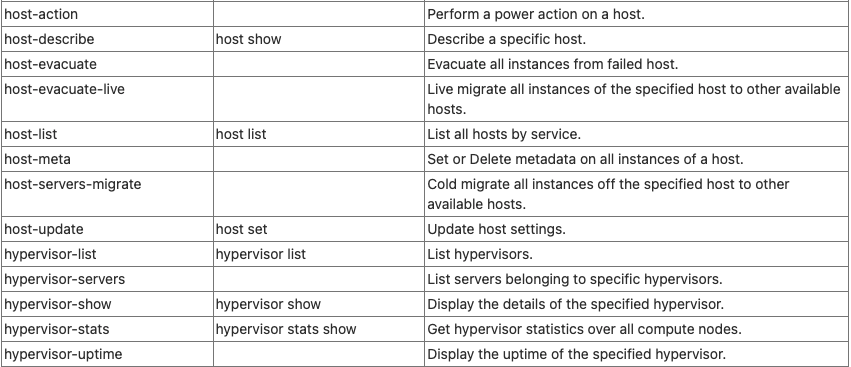 host-action Perform a power action on a host.
host-describe host show Describe a specific host.
host-evacuate Evacuate all instances from failed host.
host-evacuate-live Live migrate all instances of the specified host to other available
hosts.
host-list host list List all hosts by service.
host-meta Set or Delete metadata on all instances of a host.
host-servers-migrate Cold migrate all instances off the specified host to other
available hosts.
host-update host set Update host settings.
hypervisor-list hypervisor list List hypervisors.
hypervisor-servers List servers belonging to specific hypervisors.
hypervisor-show hypervisor show Display the details of the specified hypervisor.
hypervisor-stats hypervisor stats show Get hypervisor statistics over all compute nodes.
hypervisor-uptime Display the uptime of the specified hypervisor.